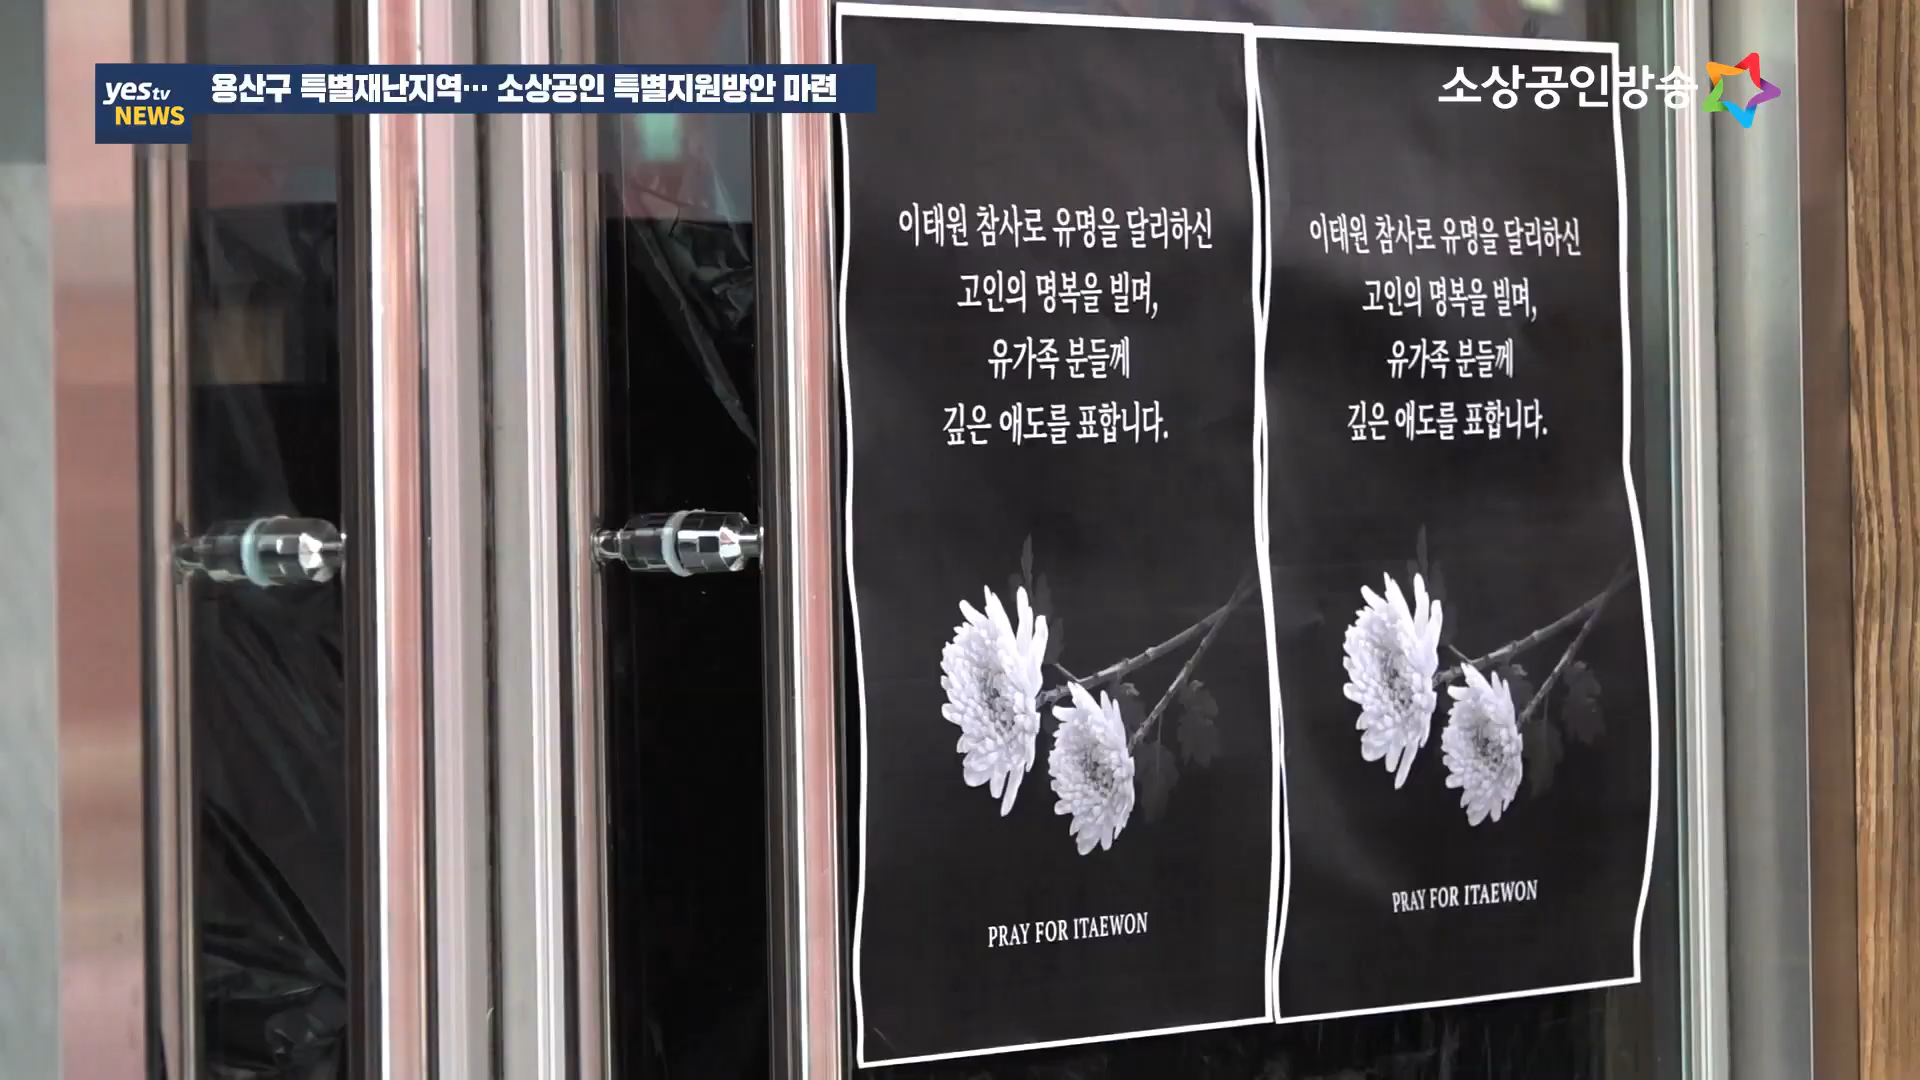 yestv
NEWS
용산구 특별재난지역… 소상공인 특별지원방안 마련
소상공인방송
이태원 참사로 유명을 달리하신
고인의 명복을 빌며,
유가족 분들께
깊은 애도를 표합니다.
PRAY FOR ITAEWON
이태원 참사로 유명을 달리하신
고인의 명복을 빌며,
유가족 분들께
깊은 애도를 표합니다.
PRAY FOR ITAEWON